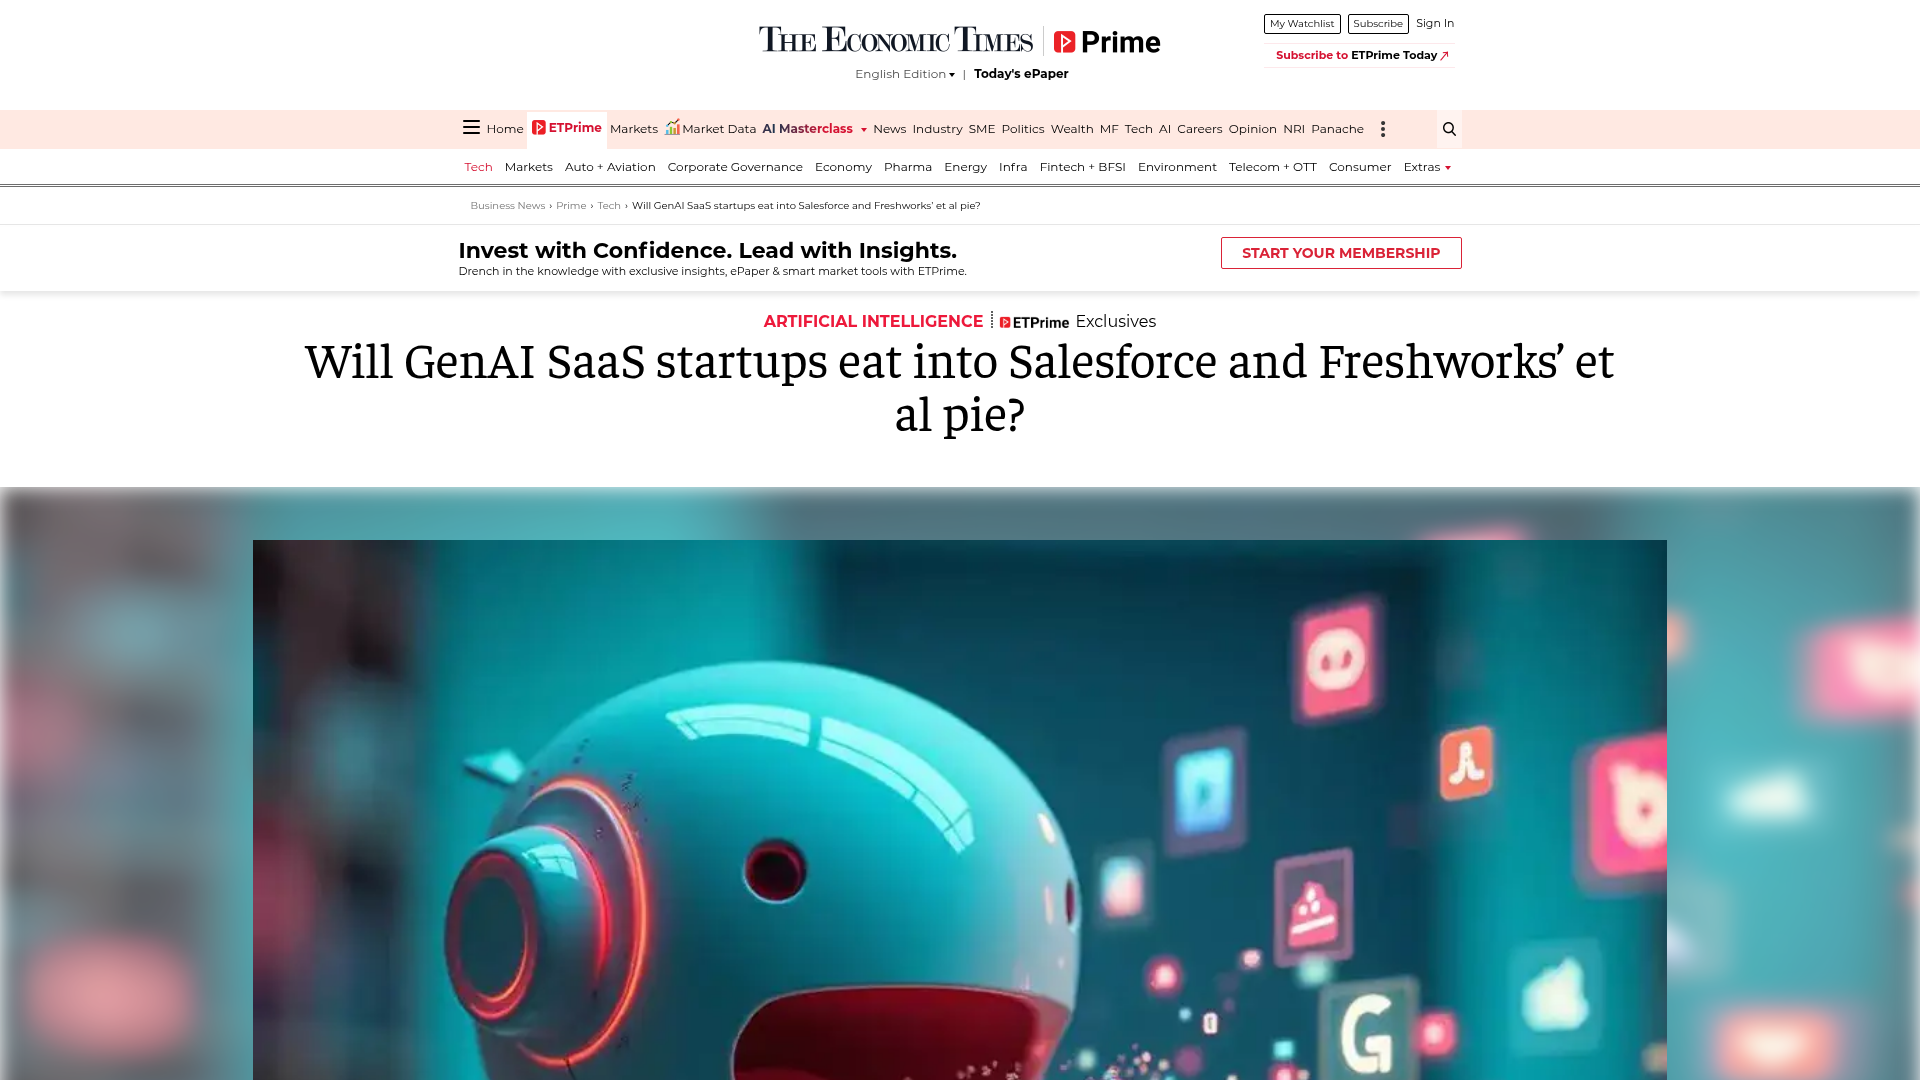 THE ECONOMIC TIMES Prime
My Watchlist Subscribe Sign In
Subscribe to ETPrime Today
English Edition | Today's ePaper
Home ETPrime Markets Market Data AI Masterclass News Industry SME Politics Wealth MF Tech AI Careers Opinion NRI Panache
Tech Markets Auto + Aviation Corporate Governance Economy Pharma Energy Infra Fintech + BFSI Environment Telecom + OTT Consumer Extras
Business News › Prime › Tech › Will GenAI SaaS startups eat into Salesforce and Freshworks’ et al pie?
Invest with Confidence. Lead with Insights.
Drench in the knowledge with exclusive insights, ePaper & smart market tools with ETPrime.
START YOUR MEMBERSHIP
ARTIFICIAL INTELLIGENCE ETPrime Exclusives
Will GenAI SaaS startups eat into Salesforce and Freshworks’ et
al pie?
G